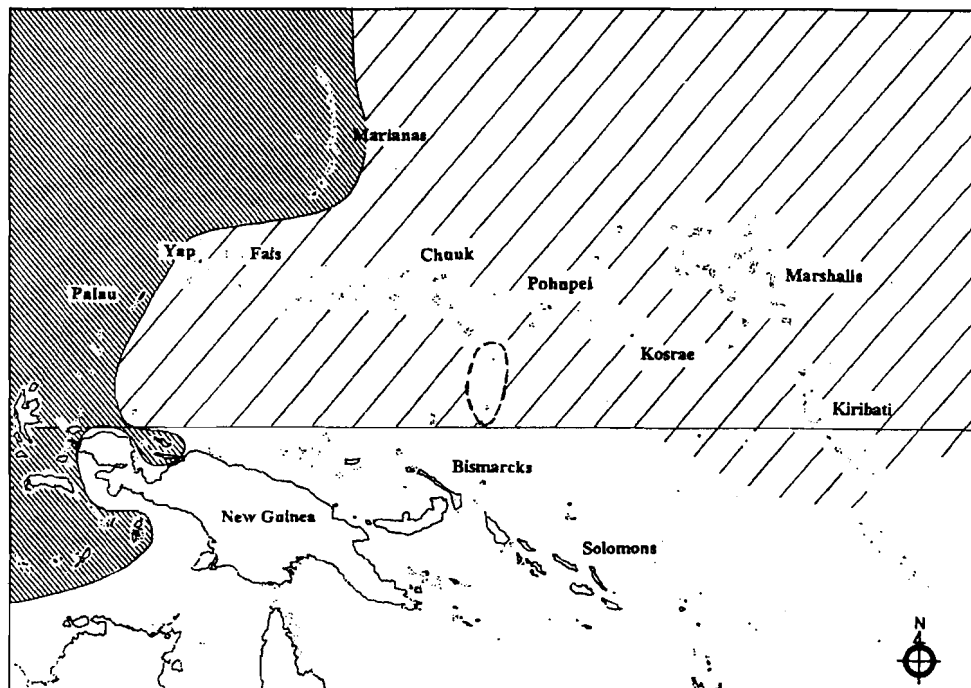 Marianas
Yap
Fais
Chuuk
Palau
Pohnpei
Marshalls
Kosrae
Kiribati
Bismarcks
New Guinea
Solomons
N